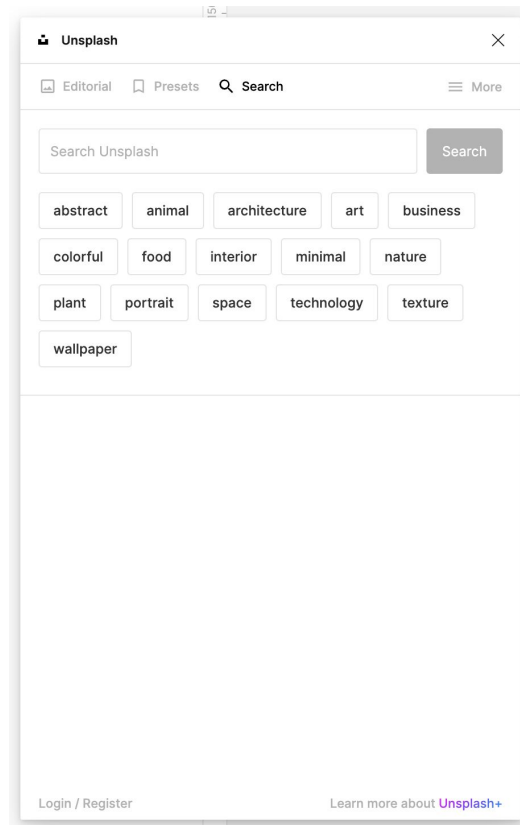 Unsplash
Editorial Presets Search More
Search Unsplash Search
abstract animal architecture art business
colorful food interior minimal nature
plant portrait space technology texture
wallpaper
Login / Register Learn more about Unsplash+